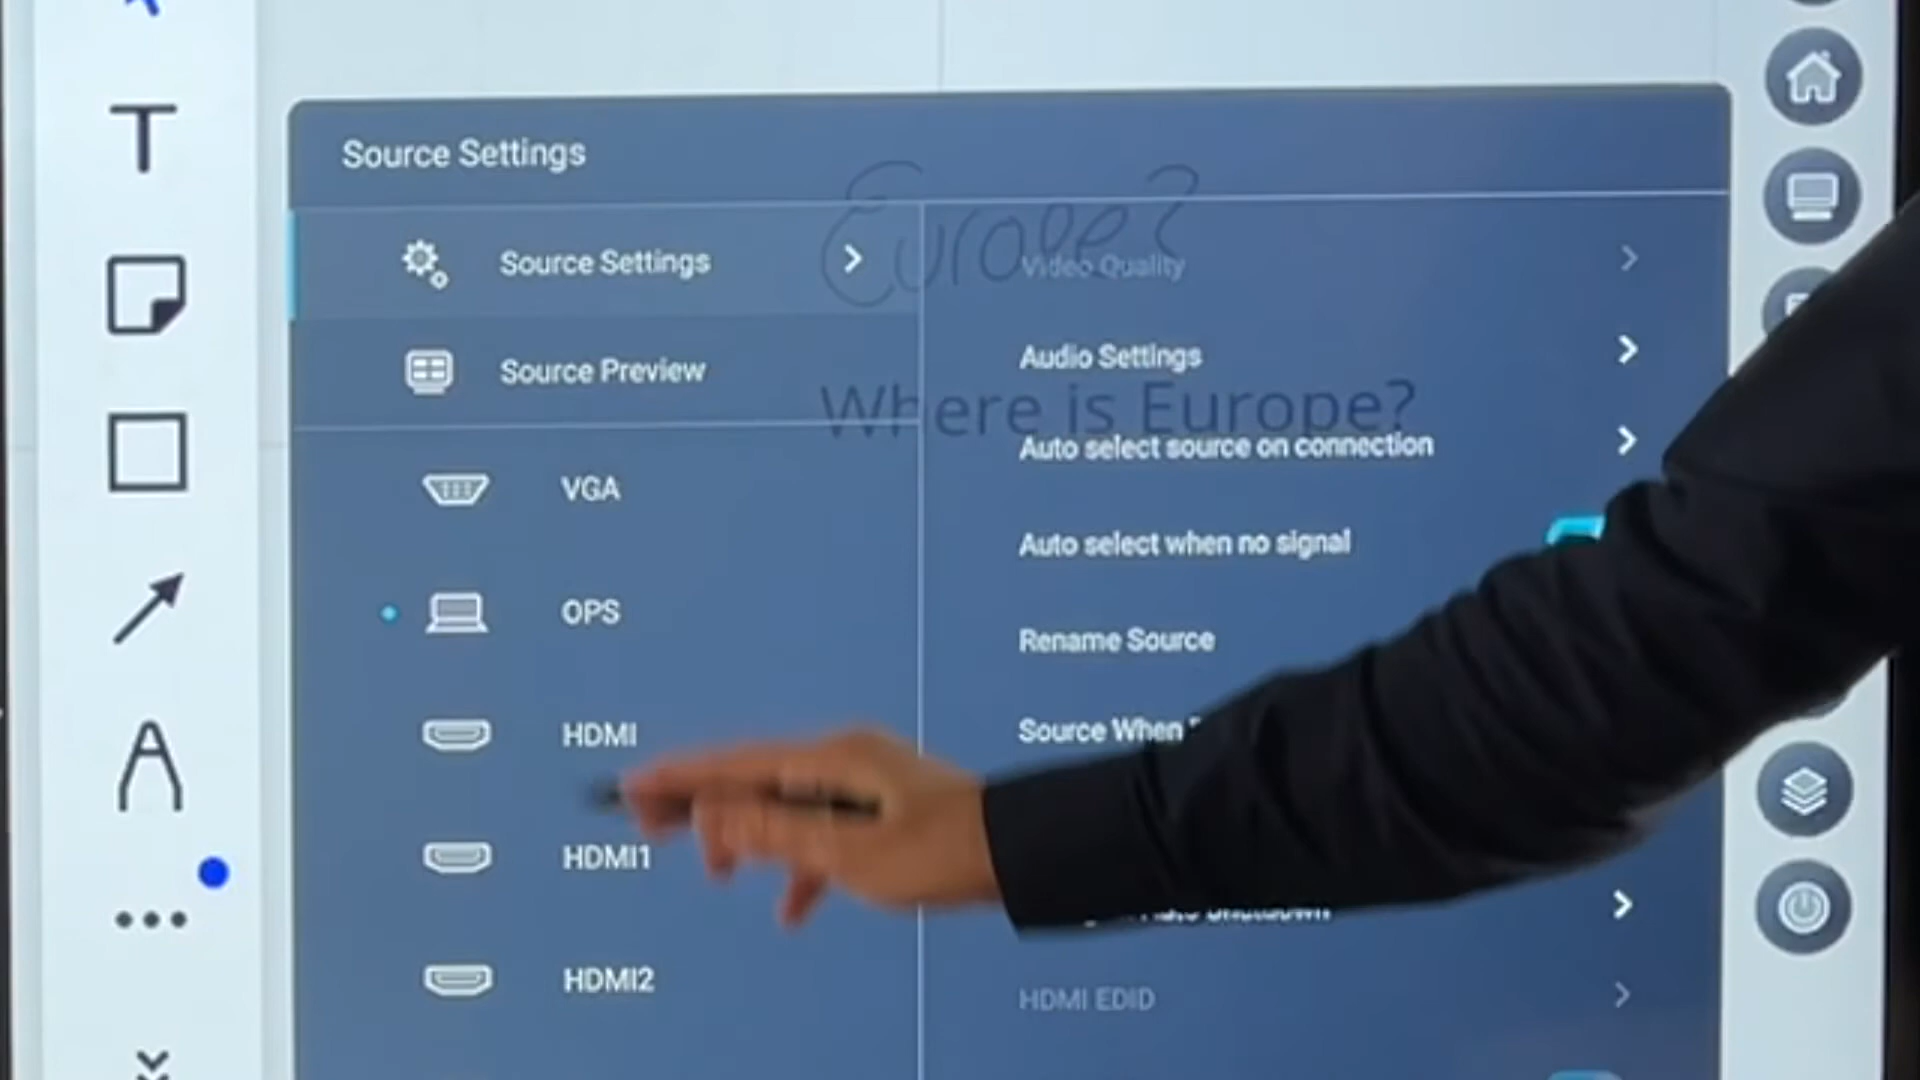 T
Source Settings
Source Settings
Source Preview
VGA
OPS
HDMI
HDMI1
HDMI2
Europe?
Video Quality
Audio Settings
Where is Europe?
Auto select source on connection
Auto select when no signal
Rename Source
Source When
HDMI EDID